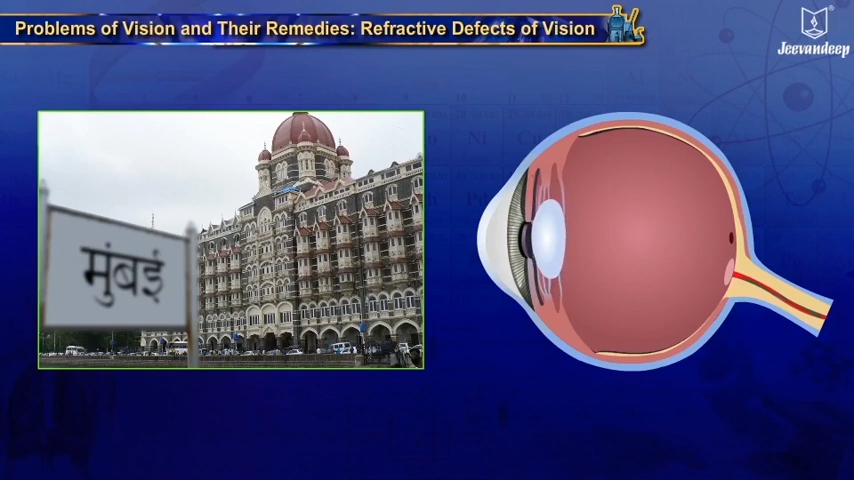 Problems of Vision and Their Remedies: Refractive Defects of Vision
Jeevandeep
मुंबई